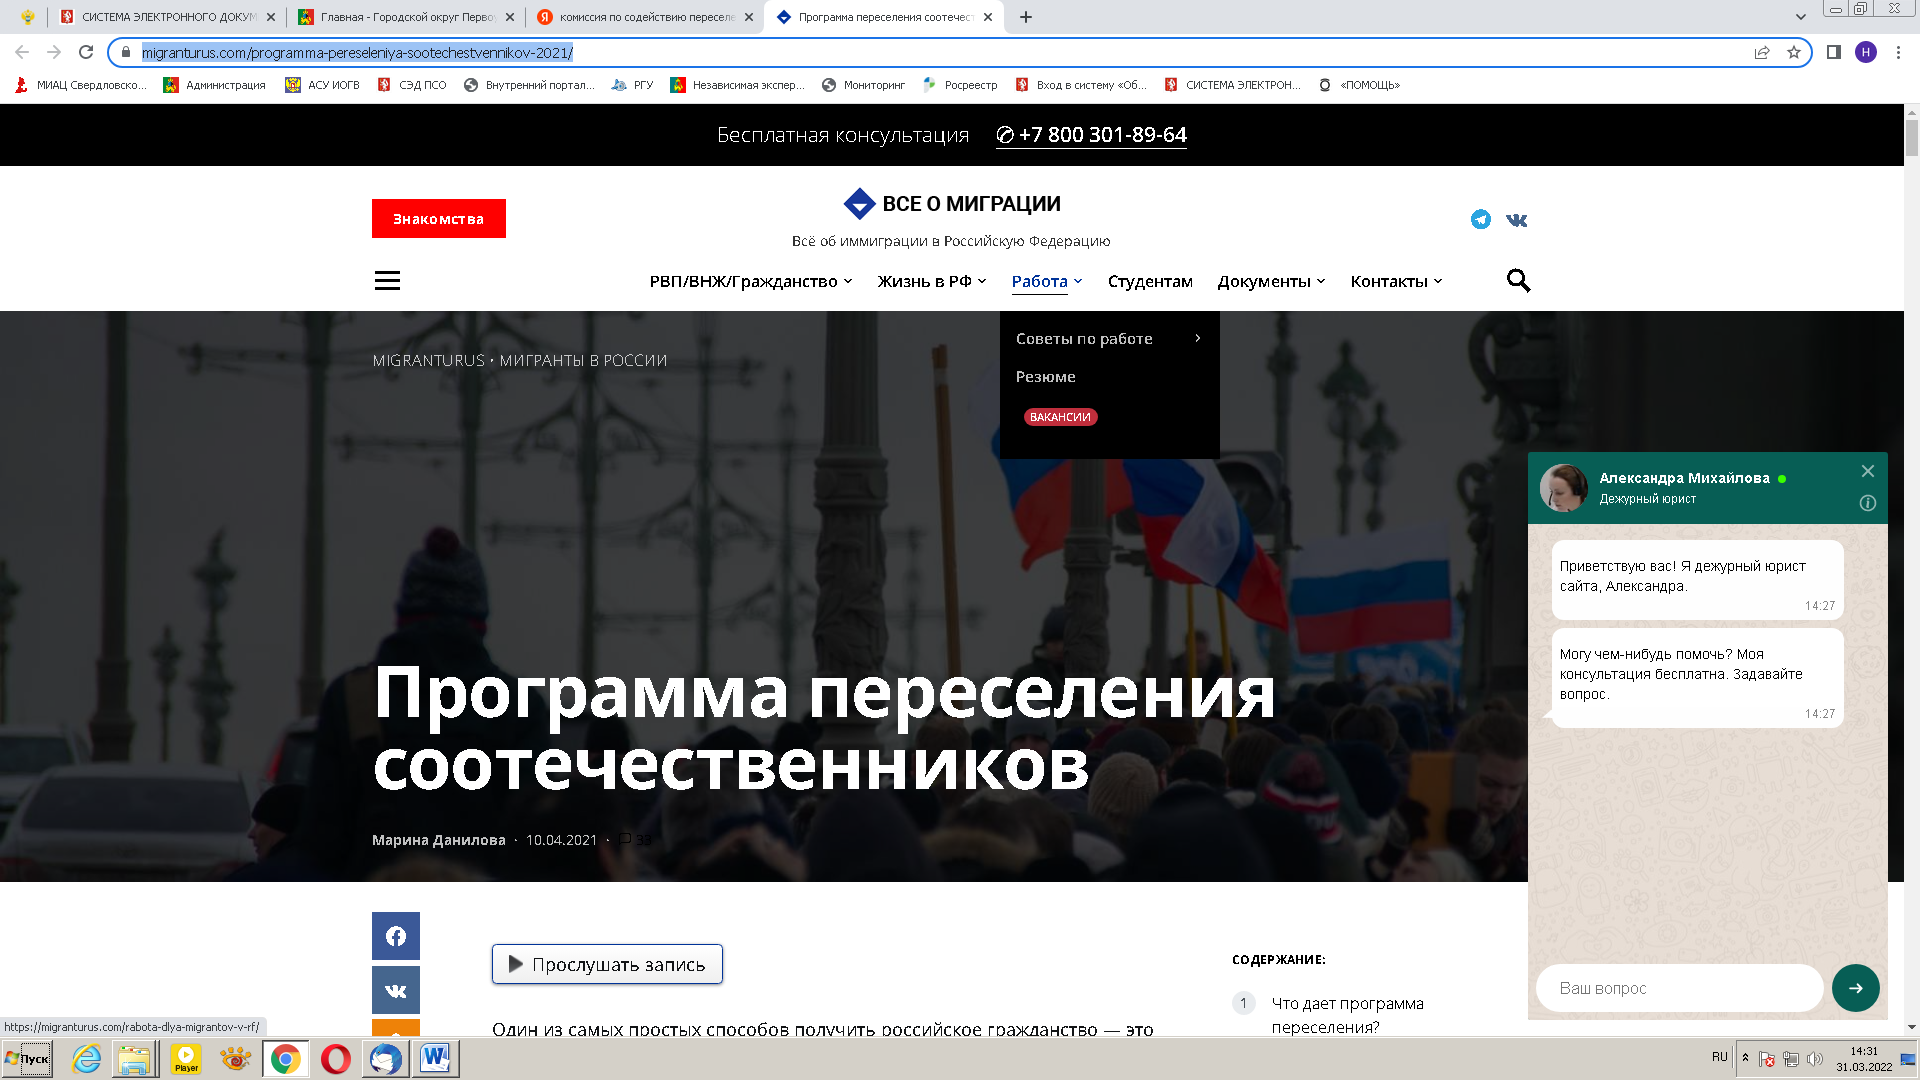 СИСТЕМА ЭЛЕКТРОННОГО ДОКУМ
Главная - Городской округ Перво
комиссия по содействию переселе
Программа переселения соотечест
migranturus.com/programma-pereseleniya-sootechestvennikov-2021/
Н
МИАЦ Свердловско...
Администрация
АСУ ИОГВ
СЭД ПСО
Внутренний портал...
РГУ
Независимая экспер...
Мониторинг
Росреестр
Вход в систему «Об...
СИСТЕМА ЭЛЕКТРОН...
«ПОМОЩЬ»
Бесплатная консультация ✆ +7 800 301-89-64
Знакомства
ВСЕ О МИГРАЦИИ
Всё об иммиграции в Российскую Федерацию
РВП/ВНЖ/Гражданство
Жизнь в РФ
Работа
Студентам
Документы
Контакты
Советы по работе
Резюме
ВАКАНСИИ
MIGRANTURUS • МИГРАНТЫ В РОССИИ
Программа переселения
соотечественников
Марина Данилова · 10.04.2021 ·
Прослушать запись
Один из самых простых способов получить российское гражданство — это
СОДЕРЖАНИЕ:
1 Что дает программа
переселения?
Александра Михайлова
Дежурный юрист
Приветствую вас! Я дежурный юрист
сайта, Александра.
14:27
Могу чем-нибудь помочь? Моя
консультация бесплатна. Задавайте
вопрос.
14:27
Ваш вопрос
https://migranturus.com/rabota-dlya-migrantov-v-rf/
Пуск
Player
RU
14:31
31.03.2022